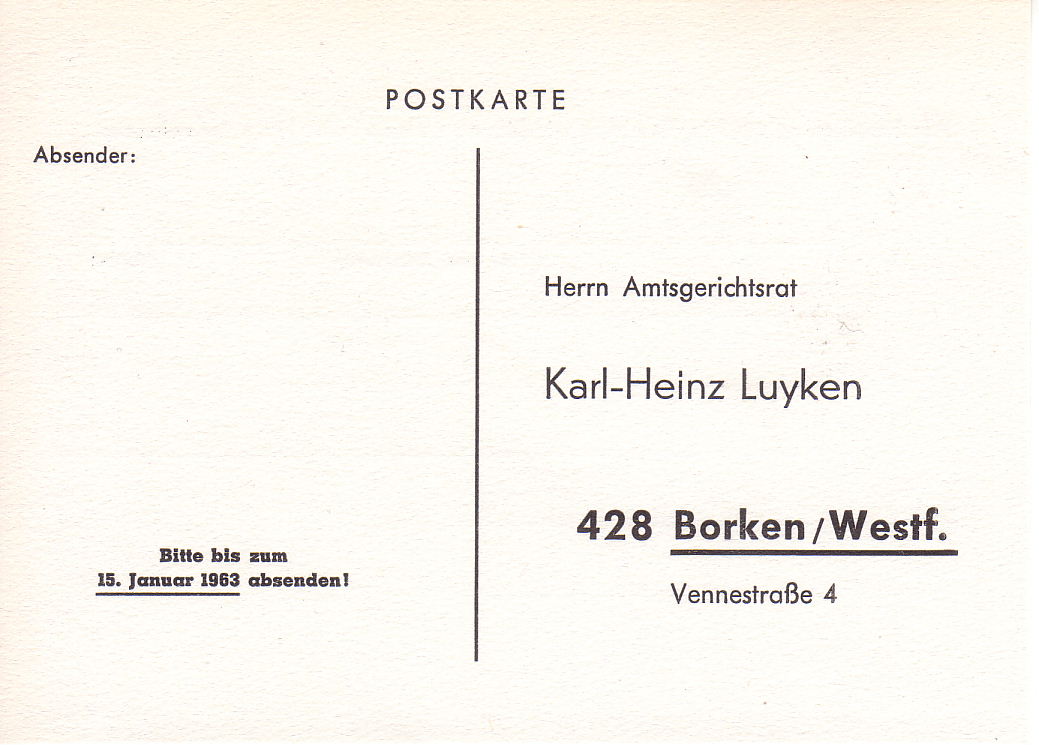 POSTKARTE
Absender:
Bitte bis zum
15. Januar 1963 absenden!
Herrn Amtsgerichtsrat
Karl-Heinz Luyken
428 Borken/Westf.
Vennestraße 4